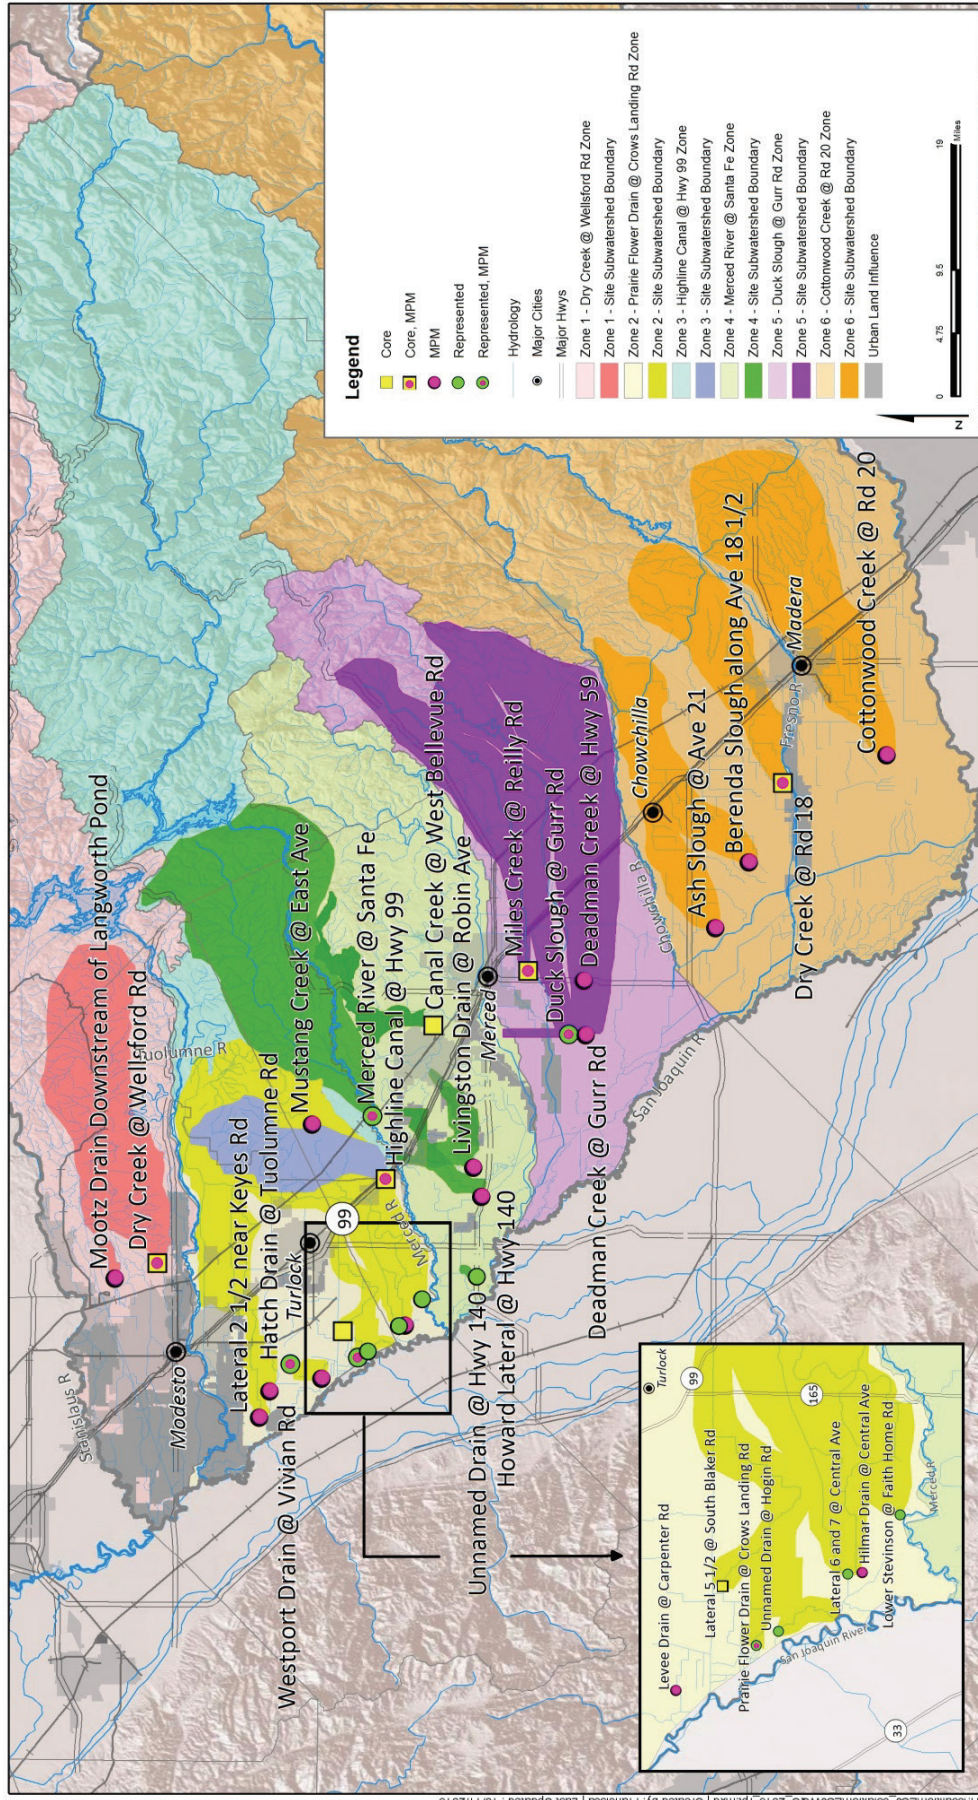 Stanislaus R
Mootz Drain Downstream of Langworth Pond
Dry Creek @ Wellsford Rd
Modesto
Tuolumne R
Lateral 2 1/2 near Keyes Rd
Hatch Drain @ Tuolumne Rd
Turlock
Mustang Creek @ East Ave
Westport Drain @ Vivian Rd
99
Merced River @ Santa Fe
Highline Canal @ Hwy 99
Merced R
Canal Creek @ West Bellevue Rd
Livingston Drain @ Robin Ave
Merced
Unnamed Drain @ Hwy 140
Howard Lateral @ Hwy 140
Miles Creek @ Reilly Rd
Duck Slough @ Gurr Rd
Deadman Creek @ Hwy 59
Deadman Creek @ Gurr Rd
San Joaquin R
Chowchilla R
Chowchilla
Ash Slough @ Ave 21
Berenda Slough along Ave 18 1/2
Fresno R
Madera
Dry Creek @ Rd 18
Cottonwood Creek @ Rd 20
Turlock
Levee Drain @ Carpenter Rd
99
Lateral 5 1/2 @ South Blaker Rd
Prairie Flower Drain @ Crows Landing Rd
Unnamed Drain @ Hogin Rd
165
Lateral 6 and 7 @ Central Ave
Hilmar Drain @ Central Ave
Lower Stevinson @ Faith Home Rd
San Joaquin River
Merced R
33
Legend
Core
Core, MPM
MPM
Represented
Represented, MPM
Hydrology
Major Cities
Major Hwys
Zone 1 - Dry Creek @ Wellsford Rd Zone
Zone 1 - Site Subwatershed Boundary
Zone 2 - Prairie Flower Drain @ Crows Landing Rd Zone
Zone 2 - Site Subwatershed Boundary
Zone 3 - Highline Canal @ Hwy 99 Zone
Zone 3 - Site Subwatershed Boundary
Zone 4 - Merced River @ Santa Fe Zone
Zone 4 - Site Subwatershed Boundary
Zone 5 - Duck Slough @ Gurr Rd Zone
Zone 5 - Site Subwatershed Boundary
Zone 6 - Cottonwood Creek @ Rd 20 Zone
Zone 6 - Site Subwatershed Boundary
Urban Land Influence
0 4.75 9.5 19
Miles
N